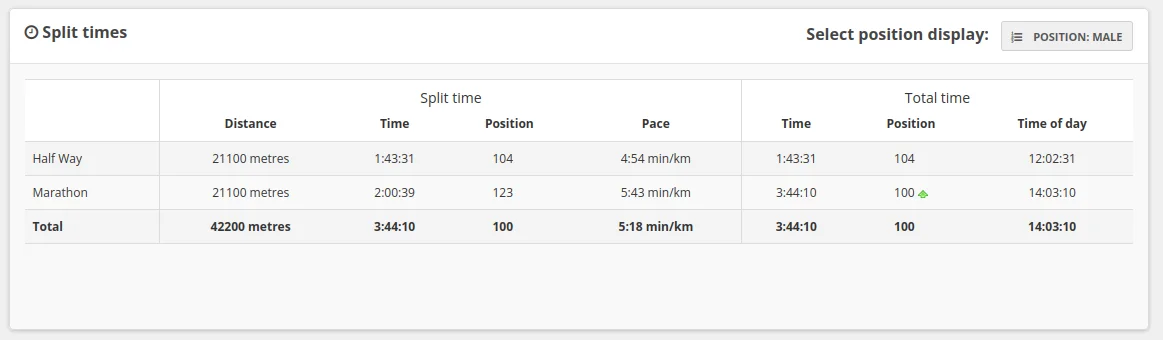 Split times
Select position display: POSITION: MALE
Split time Total time
Distance Time Position Pace Time Position Time of day
Half Way 21100 metres 1:43:31 104 4:54 min/km 1:43:31 104 12:02:31
Marathon 21100 metres 2:00:39 123 5:43 min/km 3:44:10 100 14:03:10
Total 42200 metres 3:44:10 100 5:18 min/km 3:44:10 100 14:03:10